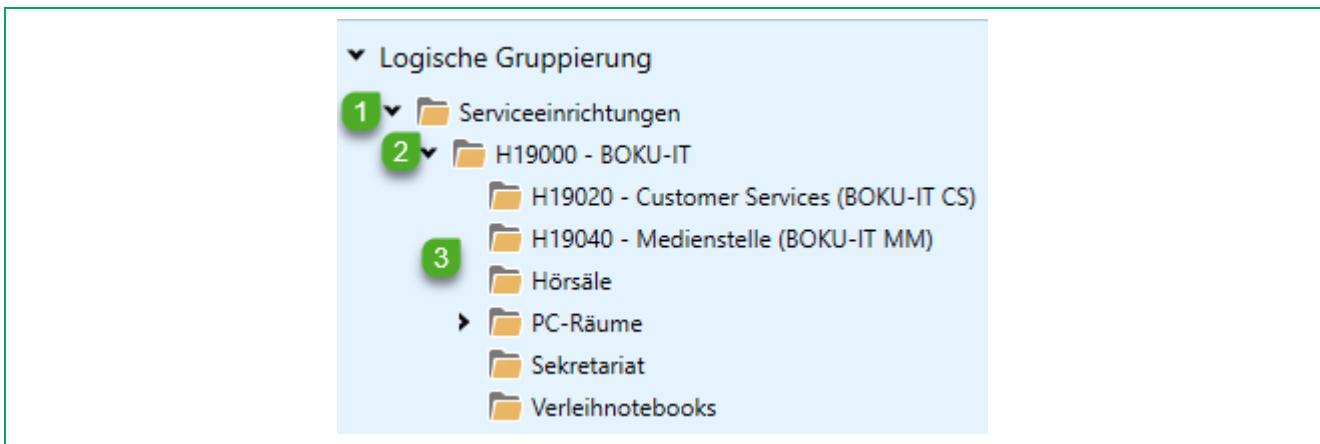 Logische Gruppierung
1 Serviceeinrichtungen
2 H19000 - BOKU-IT
H19020 - Customer Services (BOKU-IT CS)
H19040 - Medienstelle (BOKU-IT MM)
3
Hörsäle
PC-Räume
Sekretariat
Verleihnotebooks